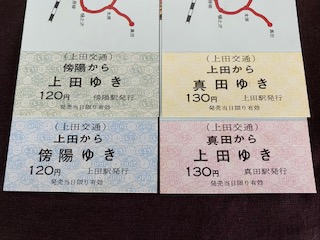 (上田交通)
傍陽から
上田ゆき
120円 傍陽駅発行
発売当日限り有効
(上田交通)
上田から
真田ゆき
130円 上田駅発行
発売当日限り有効
(上田交通)
上田から
傍陽ゆき
120円 上田駅発行
発売当日限り有効
(上田交通)
真田から
上田ゆき
130円 真田駅発行
発売当日限り有効